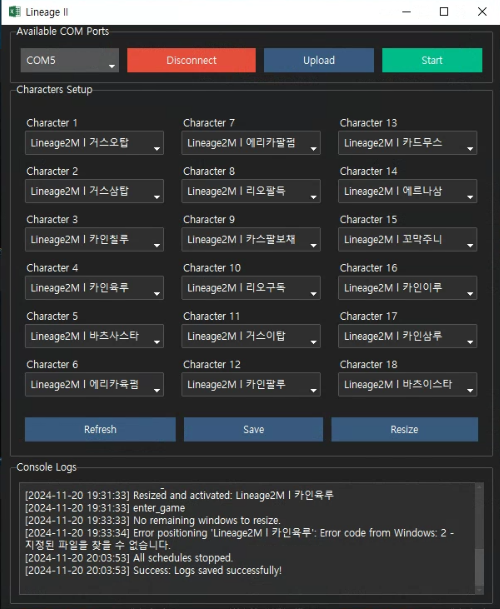 Lineage II
Available COM Ports
COM5
Disconnect
Upload
Start
Characters Setup
Character 1
Character 7
Character 13
Lineage2M l 거스오탑
Lineage2M l 에리카팔펌
Lineage2M l 카드무스
Character 2
Character 8
Character 14
Lineage2M l 거스삼탑
Lineage2M l 리오팔득
Lineage2M l 에르나삼
Character 3
Character 9
Character 15
Lineage2M l 카인칠루
Lineage2M l 카스팔보채
Lineage2M l 꼬막주니
Character 4
Character 10
Character 16
Lineage2M l 카인육루
Lineage2M l 리오구독
Lineage2M l 카인이루
Character 5
Character 11
Character 17
Lineage2M l 바츠사스타
Lineage2M l 거스이탑
Lineage2M l 카인삼루
Character 6
Character 12
Character 18
Lineage2M l 에리카육펌
Lineage2M l 카인팔루
Lineage2M l 바츠이스타
Refresh
Save
Resize
Console Logs
[2024-11-20 19:31:33] Resized and activated: Lineage2M l 카인육루
[2024-11-20 19:31:33] enter_game
[2024-11-20 19:33:33] No remaining windows to resize.
[2024-11-20 19:33:34] Error positioning 'Lineage2M l 카인육루': Error code from Windows: 2 -
지정된 파일을 찾을 수 없습니다.
[2024-11-20 20:03:53] All schedules stopped.
[2024-11-20 20:03:53] Success: Logs saved successfully!